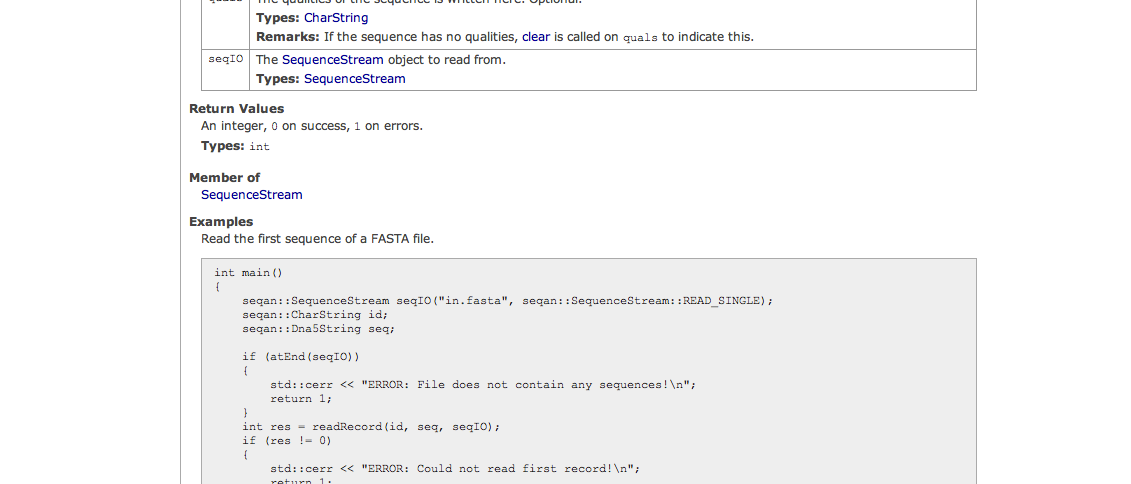 quals The qualities of the sequence is written here. Optional.
Types: CharString
Remarks: If the sequence has no qualities, clear is called on quals to indicate this.
seqIO The SequenceStream object to read from.
Types: SequenceStream
Return Values
An integer, 0 on success, 1 on errors.
Types: int
Member of
SequenceStream
Examples
Read the first sequence of a FASTA file.
int main()
{
    seqan::SequenceStream seqIO("in.fasta", seqan::SequenceStream::READ_SINGLE);
    seqan::CharString id;
    seqan::Dna5String seq;
    if (atEnd(seqIO))
    {
        std::cerr << "ERROR: File does not contain any sequences!\n";
        return 1;
    }
    int res = readRecord(id, seq, seqIO);
    if (res != 0)
    {
        std::cerr << "ERROR: Could not read first record!\n";
        return 1;